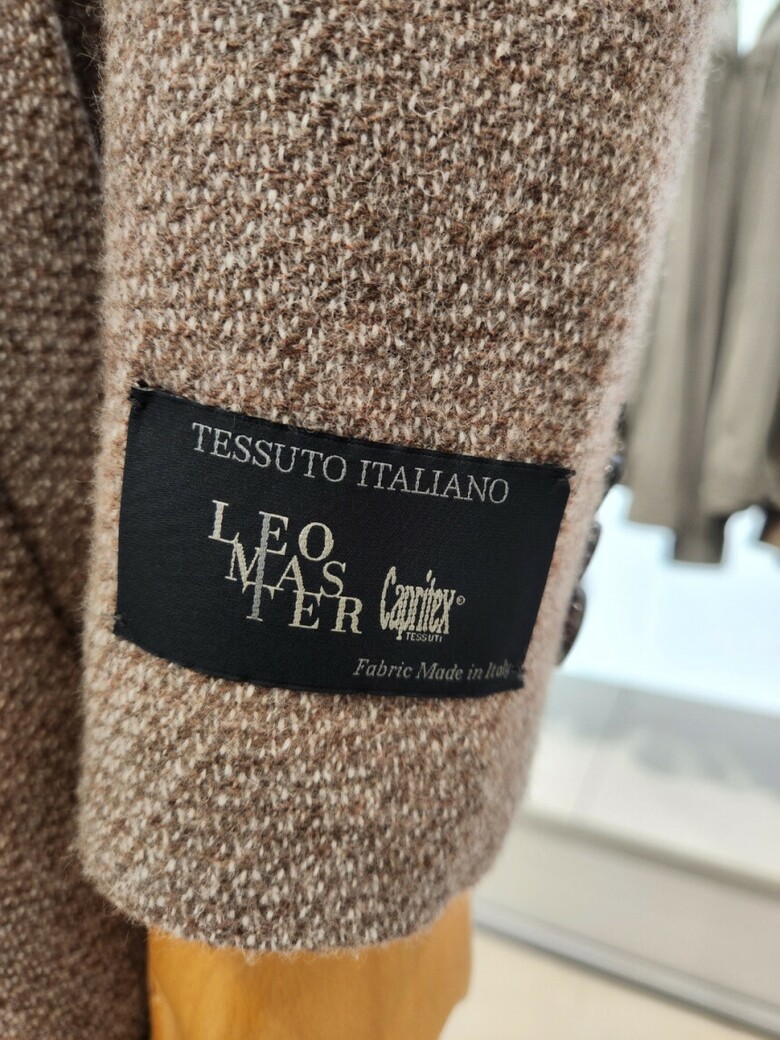 TESSUTO ITALIANO
LEO
MAS
TER
Capritex®
TESSUTI
Fabric Made in Italy